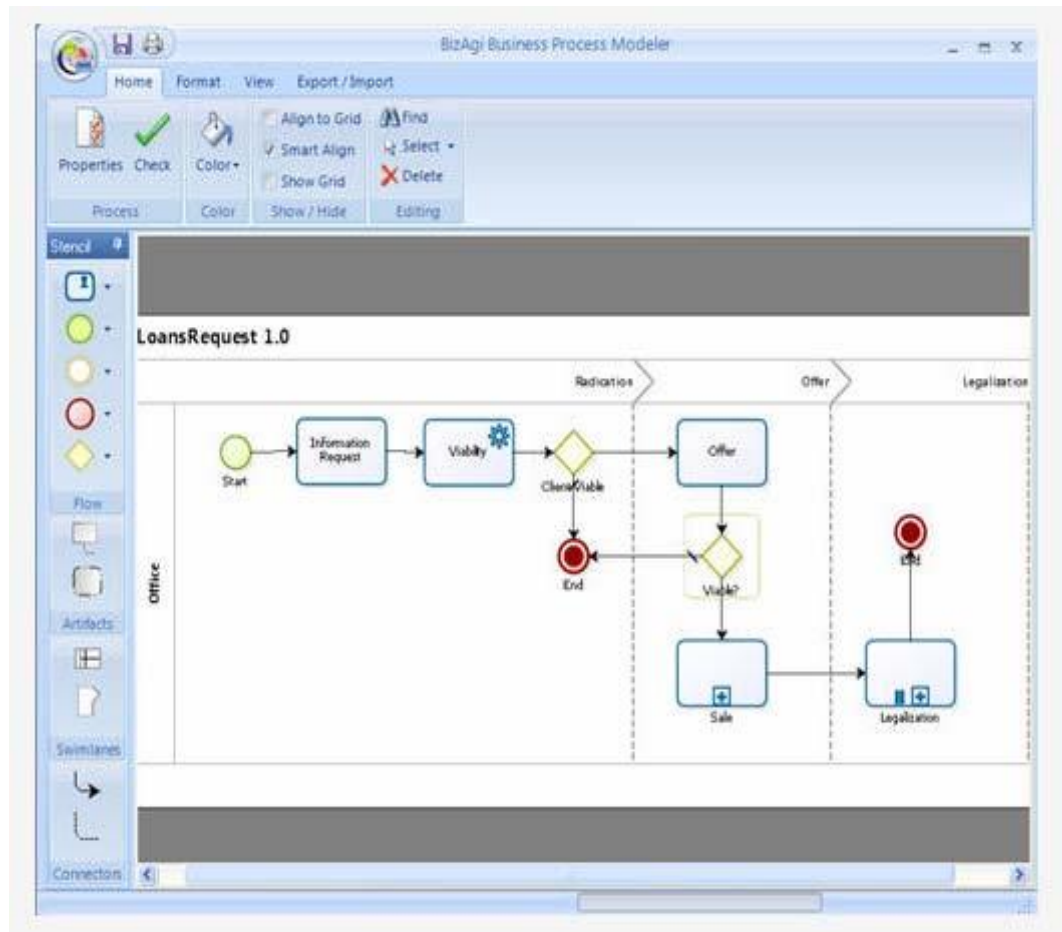 BizAgi Business Process Modeler
Home Format View Export / Import
Properties Check Color Align to Grid Smart Align Show Grid Find Select Delete
Process Color Show / Hide Editing
Stencil
Flow
Artifacts
Swimlanes
Connectors
LoansRequest 1.0
Radication Offer Legalization
Office
Start
Information
Request
Viability
ClienteViable
Offer
End
Viable?
Sale
Legalization
End